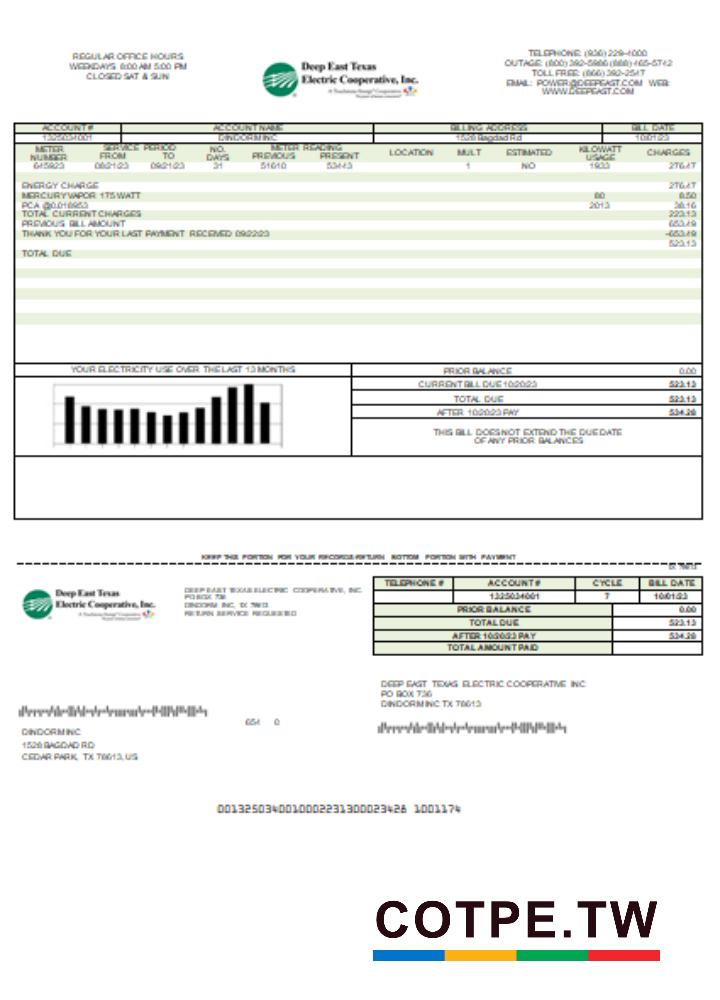 REGULAR OFFICE HOURS
WEEKDAYS 8:00 AM 5:00 PM
CLOSED SAT & SUN
Deep East Texas
Electric Cooperative, Inc.
A Touchstone Energy® Cooperative
TELEPHONE: (936) 229-4000
OUTAGE: (800) 392-5986 (888) 465-5742
TOLL FREE: (866) 392-2547
EMAIL: POWER@DEEPEAST.COM WEB:
WWW.DEEPEAST.COM
ACCOUNT # ACCOUNT NAME BILLING ADDRESS BILL DATE
1325034001 DINDORM INC 1528 Bagdad Rd 10/01/23
METER NUMBER SERVICE PERIOD FROM TO NO. DAYS METER READING PREVIOUS PRESENT LOCATION MULT ESTIMATED KILOWATT USAGE CHARGES
645923 08/21/23 09/21/23 31 51610 53443 1 NO 1933 276.47
ENERGY CHARGE 276.47
MERCURY VAPOR 175 WATT 80 8.50
PCA @0.018953 2013 38.16
TOTAL CURRENT CHARGES 223.13
PREVIOUS BILL AMOUNT 653.49
THANK YOU FOR YOUR LAST PAYMENT RECEIVED 09/22/23 -653.49
523.13
TOTAL DUE
YOUR ELECTRICITY USE OVER THE LAST 13 MONTHS
PRIOR BALANCE 0.00
CURRENT BILL DUE 10/20/23 523.13
TOTAL DUE 523.13
AFTER 10/20/23 PAY 534.28
THIS BILL DOES NOT EXTEND THE DUE DATE
OF ANY PRIOR BALANCES
KEEP THIS PORTION FOR YOUR RECORDS-RETURN BOTTOM PORTION WITH PAYMENT
Deep East Texas
Electric Cooperative, Inc.
DEEP EAST TEXAS ELECTRIC COOPERATIVE, INC.
PO BOX 736
DINDORM INC, TX 78613
RETURN SERVICE REQUESTED
TX 78613
TELEPHONE # ACCOUNT # CYCLE BILL DATE
1325034001 7 10/01/23
PRIOR BALANCE 0.00
TOTAL DUE 523.13
AFTER 10/20/23 PAY 534.28
TOTAL AMOUNT PAID
DEEP EAST TEXAS ELECTRIC COOPERATIVE INC
PO BOX 736
DINDORM INC TX 78613
654 0
DINDORM INC
1528 BAGDAD RD
CEDAR PARK, TX 78613, US
0013250340010002231300023428 1001174
COTPE.TW